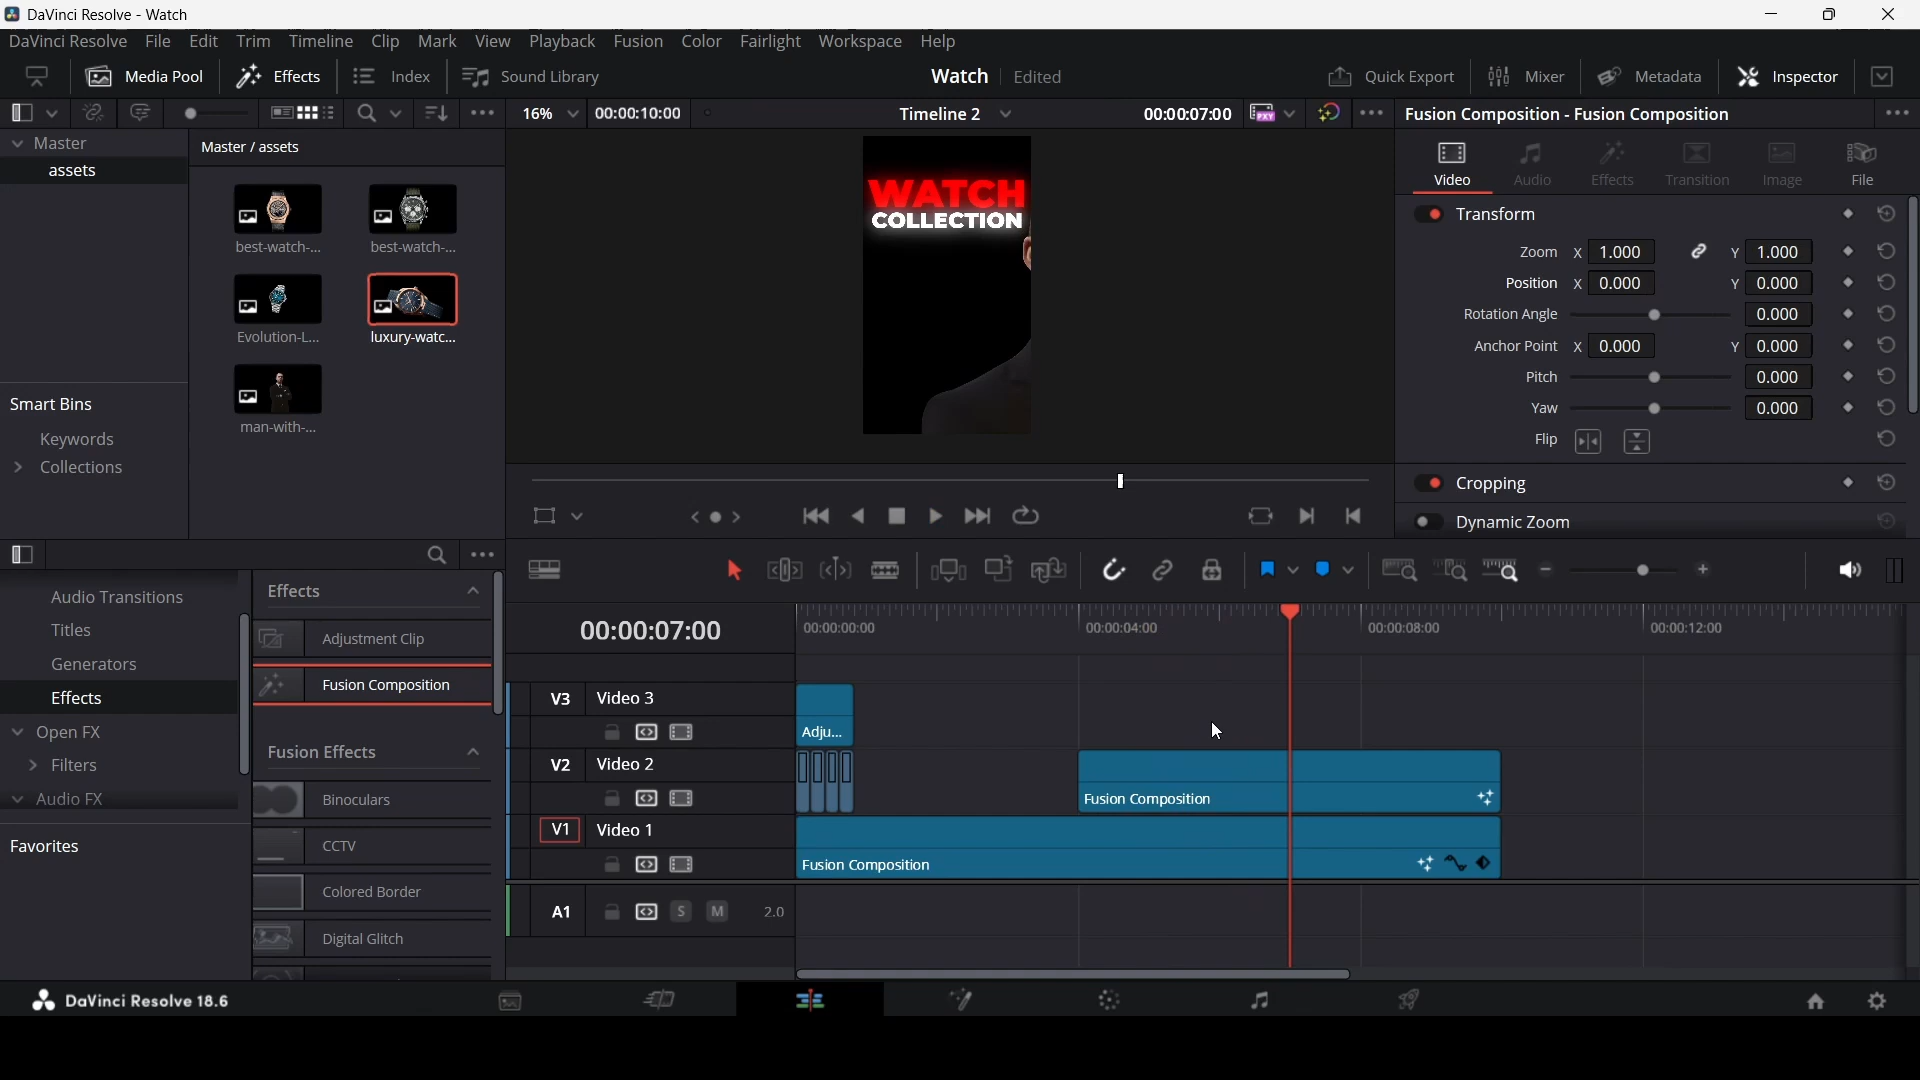 DaVinci Resolve - Watch
DaVinci Resolve File Edit Trim Timeline Clip Mark View Playback Fusion Color Fairlight Workspace Help
Media Pool Effects Index Sound Library Watch Edited Quick Export Mixer Metadata Inspector
16% 00:00:10:00 Timeline 2 00:00:07:00 PXY Fusion Composition - Fusion Composition
Master
assets
Master / assets
best-watch-...
best-watch-...
Evolution-L...
luxury-watc...
man-with-...
Smart Bins
Keywords
Collections
WATCH
COLLECTION
Video Audio Effects Transition Image File
Transform
Zoom X 1.000 Y 1.000
Position X 0.000 Y 0.000
Rotation Angle 0.000
Anchor Point X 0.000 Y 0.000
Pitch 0.000
Yaw 0.000
Flip
Cropping
Dynamic Zoom
Audio Transitions
Titles
Generators
Effects
Open FX
Filters
Audio FX
Favorites
Effects
Adjustment Clip
Fusion Composition
Fusion Effects
Binoculars
CCTV
Colored Border
Digital Glitch
00:00:07:00 00:00:00:00 00:00:04:00 00:00:08:00 00:00:12:00
V3 Video 3
Adju...
V2 Video 2
Fusion Composition
V1 Video 1
Fusion Composition
A1 S M 2.0
DaVinci Resolve 18.6